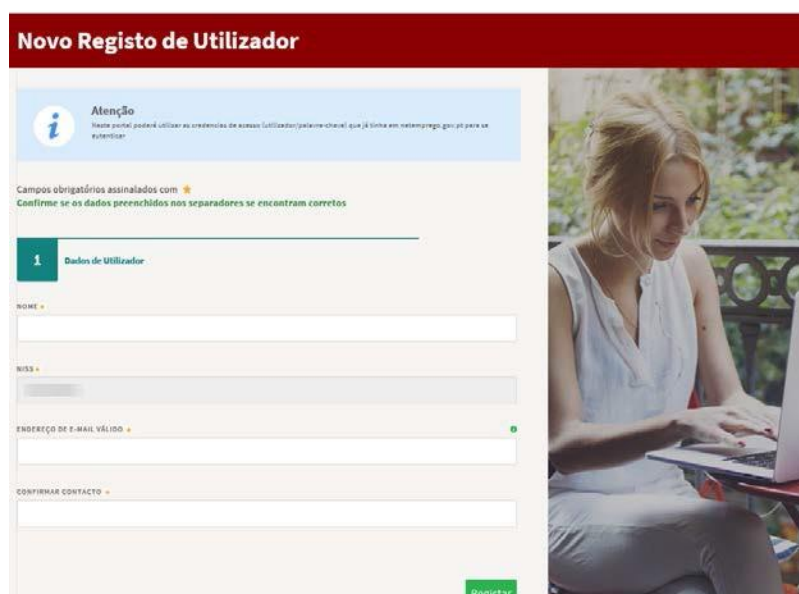 Novo Registo de Utilizador
Atenção
Neste portal poderá utilizar as credenciais de acesso (utilizador/palavra-chave) que já tinha em netemprego.gov.pt para se
autenticar
Campos obrigatórios assinalados com
Confirme se os dados preenchidos nos separadores se encontram corretos
1 Dados de Utilizador
NOME
NISS
ENDEREÇO DE E-MAIL VÁLIDO
CONFIRMAR CONTACTO
Registar